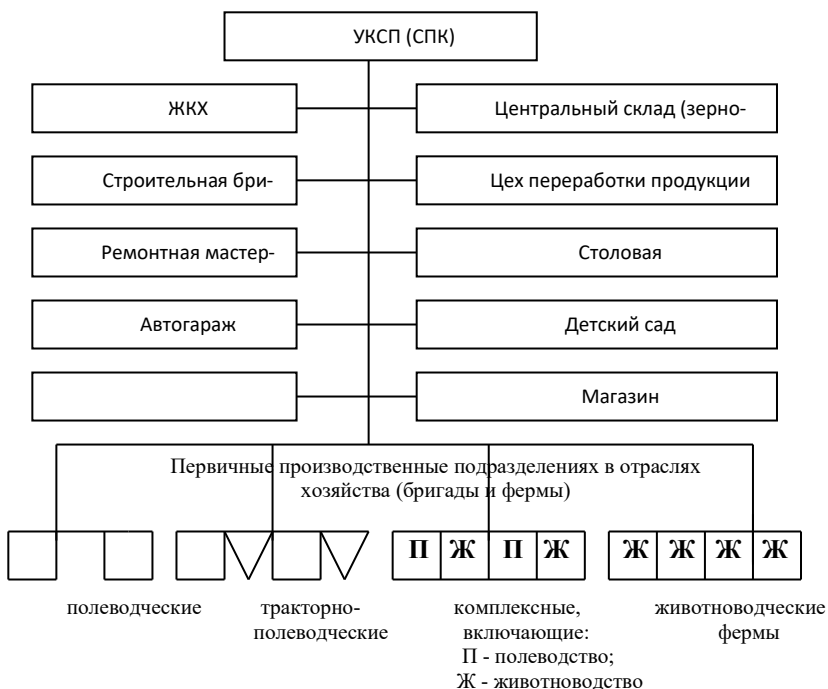 УКСП (СПК)
ЖКХ
Центральный склад (зерно-
Строительная бри-
Цех переработки продукции
Ремонтная мастер-
Столовая
Автогараж
Детский сад
Магазин
Первичные производственные подразделениях в отраслях
хозяйства (бригады и фермы)
П Ж П Ж
Ж Ж Ж Ж
полеводческие
тракторно-
полеводческие
комплексные,
включающие:
П - полеводство;
Ж - животноводство
животноводческие
фермы